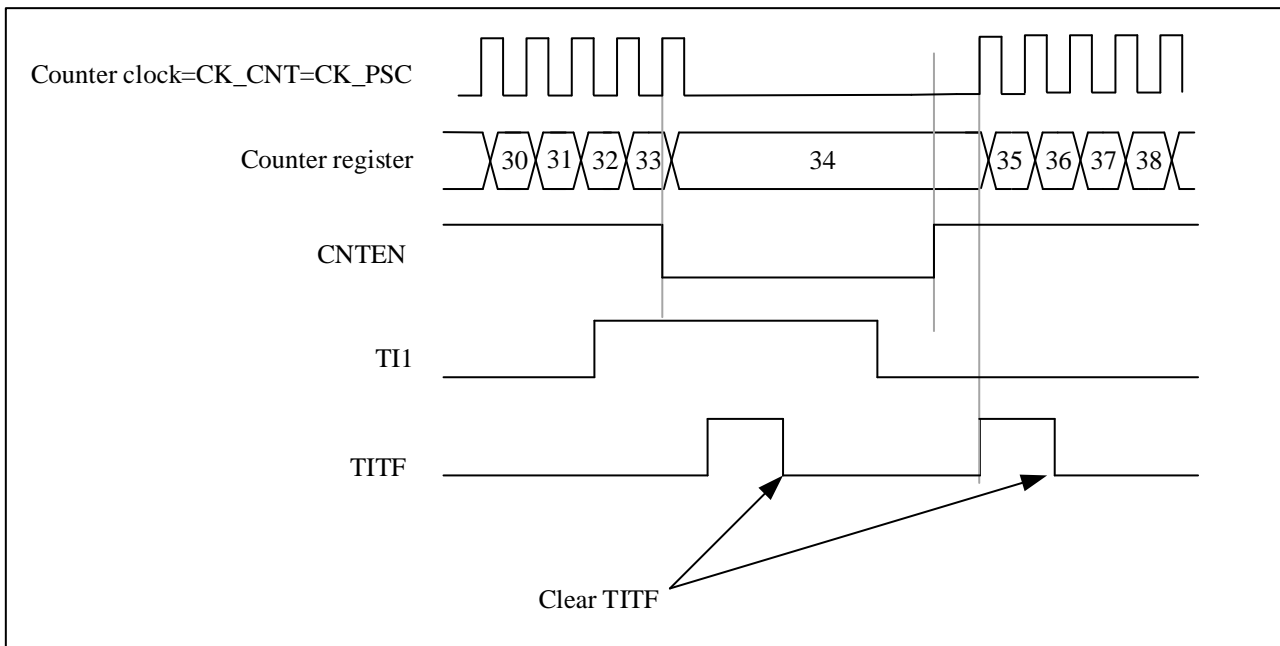 Counter clock=CK_CNT=CK_PSC
Counter register 30 31 32 33 34 35 36 37 38
CNTEN
TI1
TITF
Clear TITF